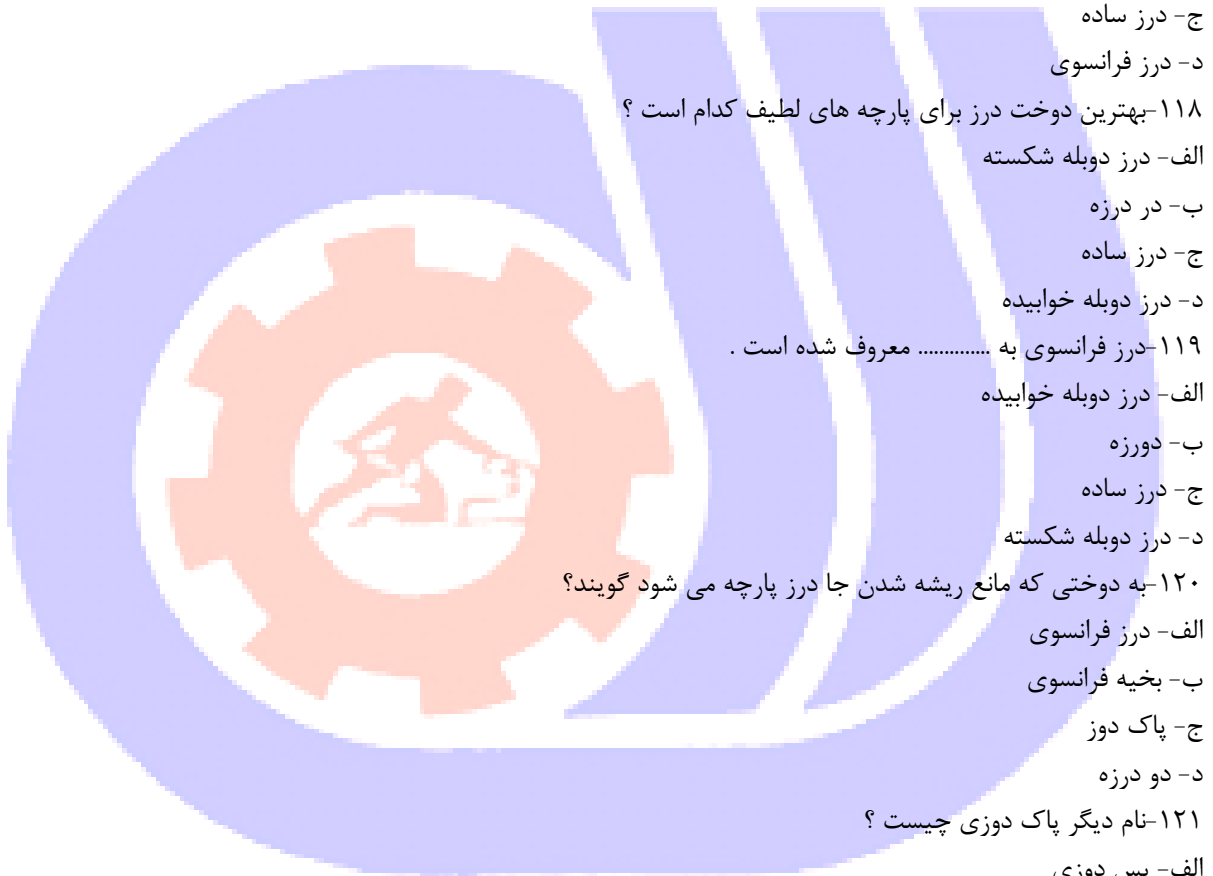 ج- درز ساده
د- درز فرانسوی
۱۱۸-بهترین دوخت درز برای پارچه های لطیف کدام است ؟
الف- درز دوبله شکسته
ب- در درزه
ج- درز ساده
د- درز دوبله خوابیده
۱۱۹-درز فرانسوی به .............. معروف شده است .
الف- درز دوبله خوابیده
ب- دورزه
ج- درز ساده
د- درز دوبله شکسته
۱۲۰-به دوختی که مانع ریشه شدن جا درز پارچه می شود گویند؟
الف- درز فرانسوی
ب- بخیه فرانسوی
ج- پاک دوز
د- دو درزه
۱۲۱-نام دیگر پاک دوزی چیست ؟
الف- پس دوزی